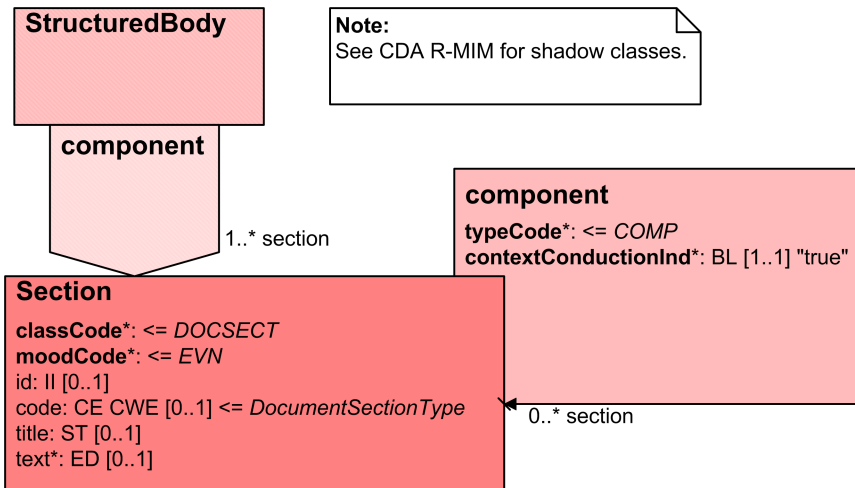 StructuredBody
Note:
See CDA R-MIM for shadow classes.
component
1..* section
component
typeCode*: <= COMP
contextConductionInd*: BL [1..1] "true"
Section
classCode*: <= DOCSECT
moodCode*: <= EVN
id: II [0..1]
code: CE CWE [0..1] <= DocumentSectionType
title: ST [0..1]
text*: ED [0..1]
0..* section